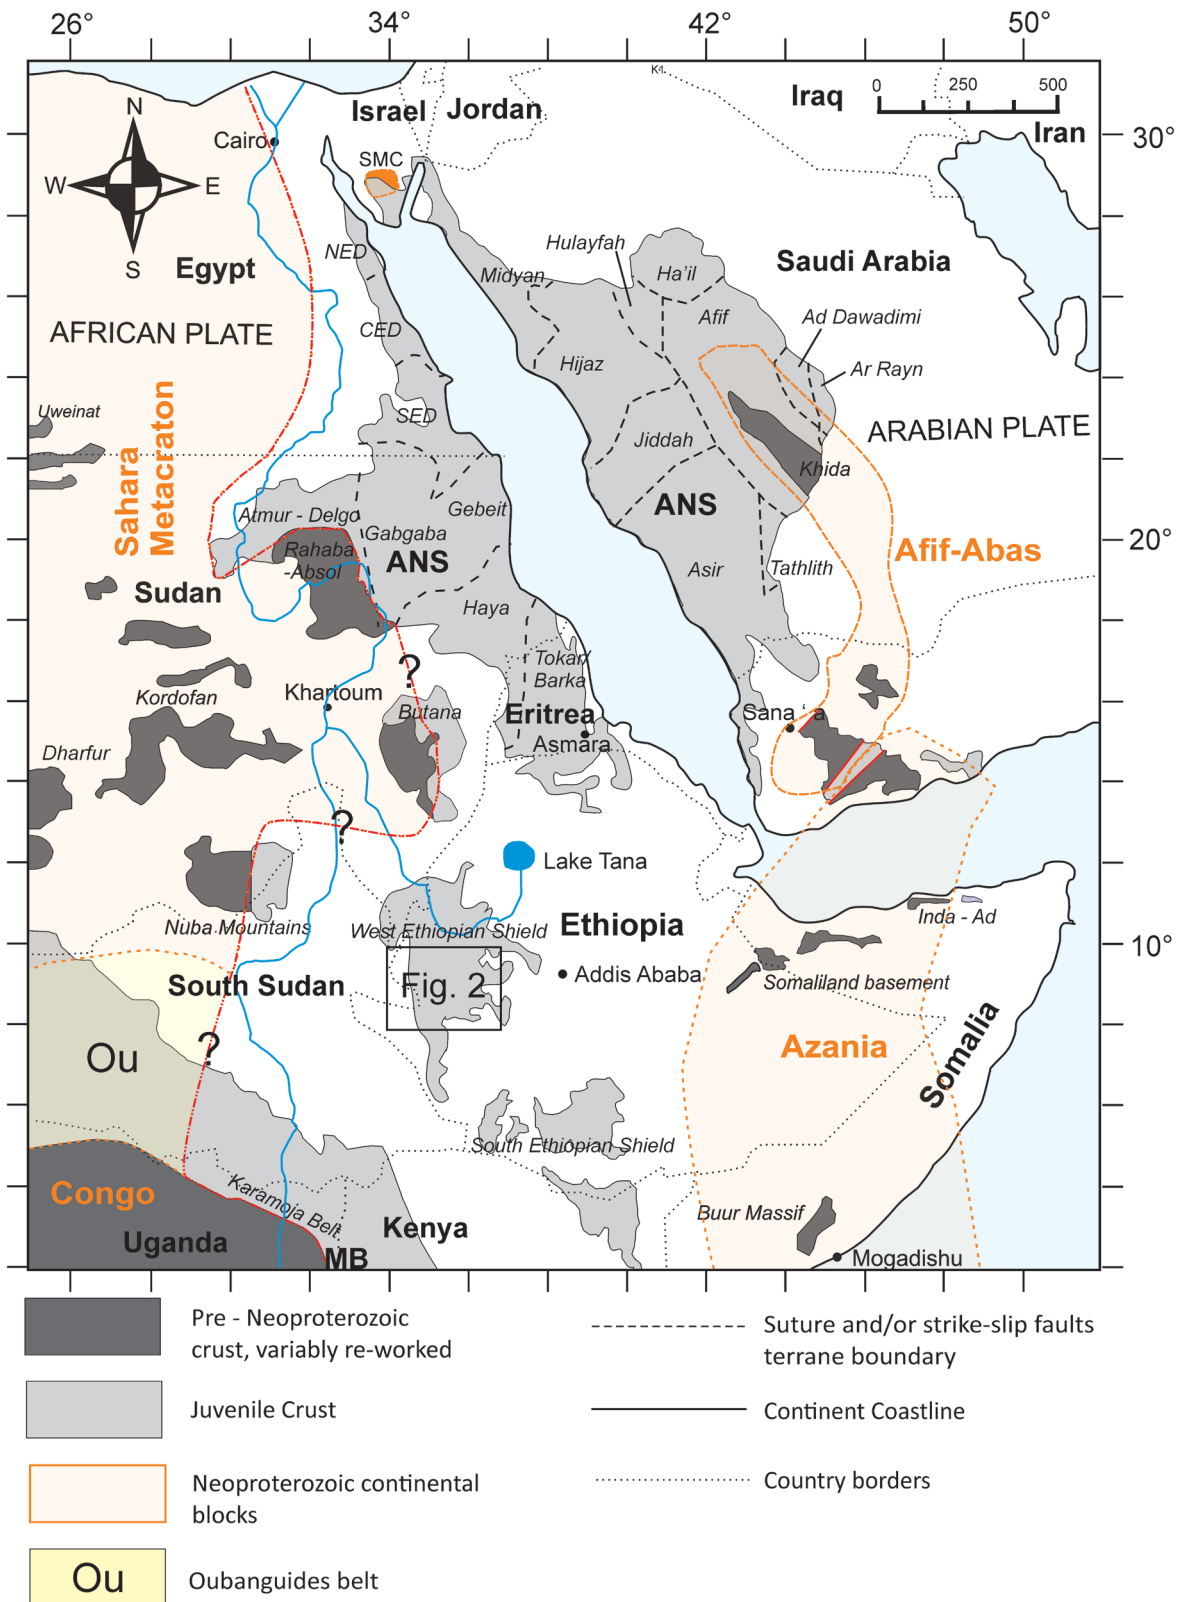 26°
34°
42°
50°
K1
Israel
Jordan
Iraq
0
250
500
Iran
30°
N
W
E
S
Cairo
SMC
Egypt
NED
Midyan
Hulayfah
Ha'il
Saudi Arabia
AFRICAN PLATE
CED
Hijaz
Afif
Ad Dawadimi
Ar Rayn
Uweinat
Sahara
Metacraton
SED
Jiddah
ARABIAN PLATE
Khida
ANS
Atmur - Delgo
Gabgaba
Gebeit
20°
Rahaba
-Absol
ANS
Asir
Tathlith
Afif-Abas
Sudan
Haya
?
Tokar/
Barka
Kordofan
Khartoum
Butana
Eritrea
Asmara
Sana ' a
Dharfur
?
Lake Tana
Nuba Mountains
West Ethiopian Shield
Ethiopia
Inda - Ad
10°
South Sudan
Fig. 2
Addis Ababa
Somaliland basement
Ou
?
Azania
Somalia
South Ethiopian Shield
Congo
Karamoja Belt
Kenya
Buur Massif
Uganda
MB
Mogadishu
Pre - Neoproterozoic
crust, variably re-worked
Juvenile Crust
Neoproterozoic continental
blocks
Ou
Oubanguides belt
Suture and/or strike-slip faults
terrane boundary
Continent Coastline
Country borders